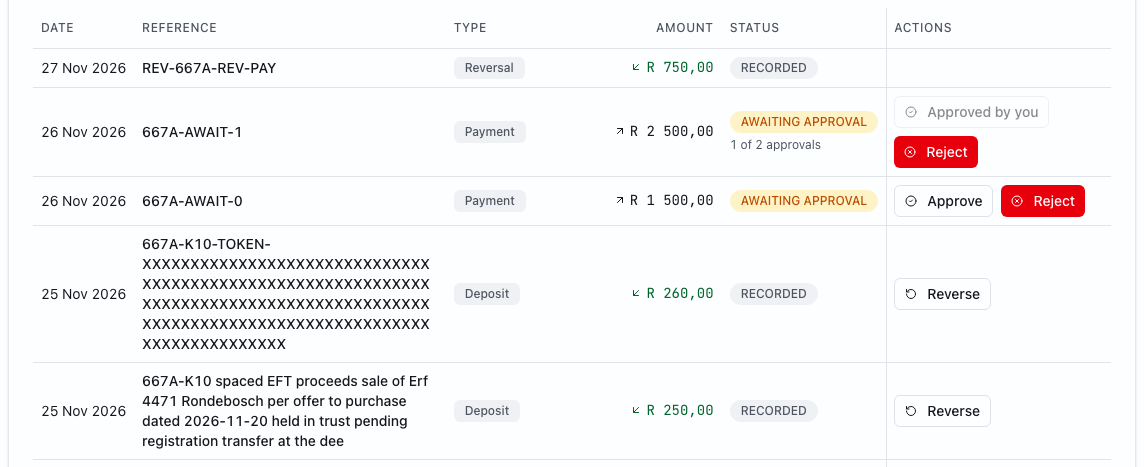 DATE REFERENCE TYPE AMOUNT STATUS ACTIONS
27 Nov 2026 REV-667A-REV-PAY Reversal R 750,00 RECORDED
26 Nov 2026 667A-AWAIT-1 Payment R 2 500,00 AWAITING APPROVAL Approved by you
1 of 2 approvals Reject
26 Nov 2026 667A-AWAIT-0 Payment R 1 500,00 AWAITING APPROVAL Approve Reject
667A-K10-TOKEN-
XXXXXXXXXXXXXXXXXXXXXXXXXXXXXX
XXXXXXXXXXXXXXXXXXXXXXXXXXXXXX
25 Nov 2026 XXXXXXXXXXXXXXXXXXXXXXXXXXXXXX Deposit R 260,00 RECORDED Reverse
XXXXXXXXXXXXXXXXXXXXXXXXXXXXXX
XXXXXXXXXXXXXXX
667A-K10 spaced EFT proceeds sale of Erf
4471 Rondebosch per offer to purchase
25 Nov 2026 dated 2026-11-20 held in trust pending Deposit R 250,00 RECORDED Reverse
registration transfer at the dee